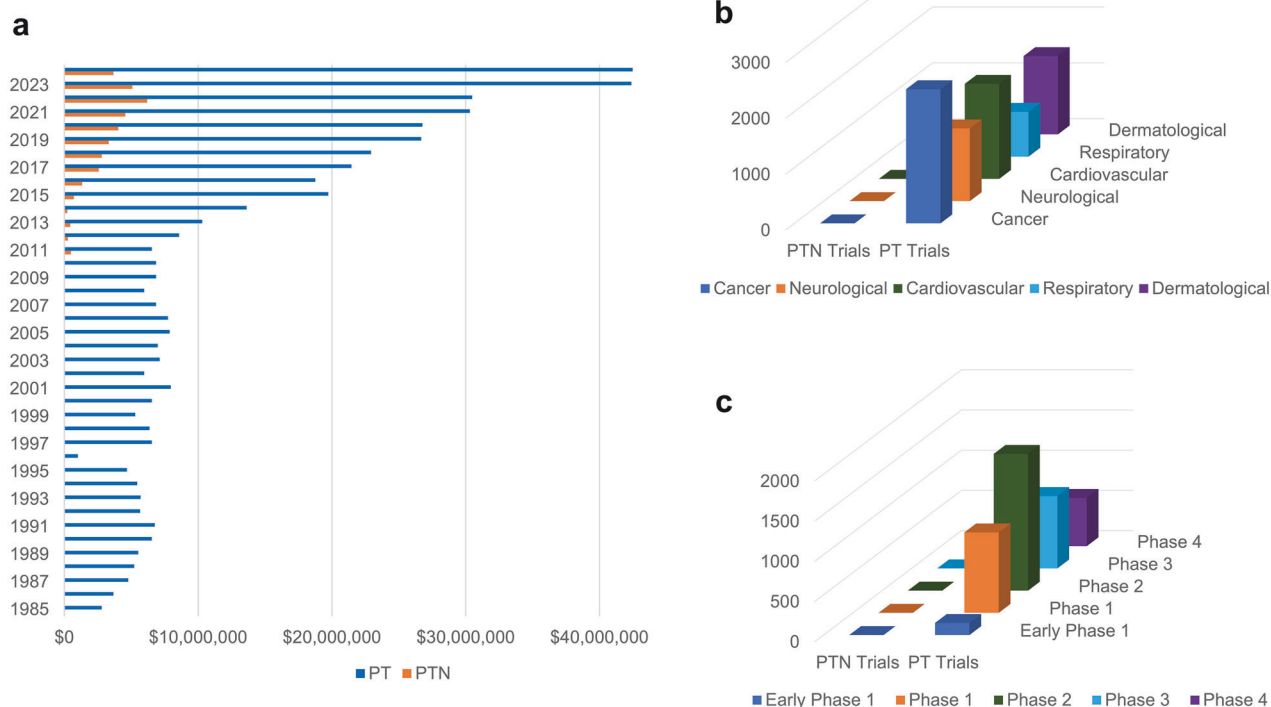 a
2023
2021
2019
2017
2015
2013
2011
2009
2007
2005
2003
2001
1999
1997
1995
1993
1991
1989
1987
1985
$0 $10,000,000 $20,000,000 $30,000,000 $40,000,000
PT PTN
b
3000
2000
1000
0
Dermatological
Respiratory
Cardiovascular
Neurological
Cancer
PTN Trials PT Trials
Cancer Neurological Cardiovascular Respiratory Dermatological
c
2000
1500
1000
500
0
Phase 4
Phase 3
Phase 2
Phase 1
Early Phase 1
PTN Trials PT Trials
Early Phase 1 Phase 1 Phase 2 Phase 3 Phase 4